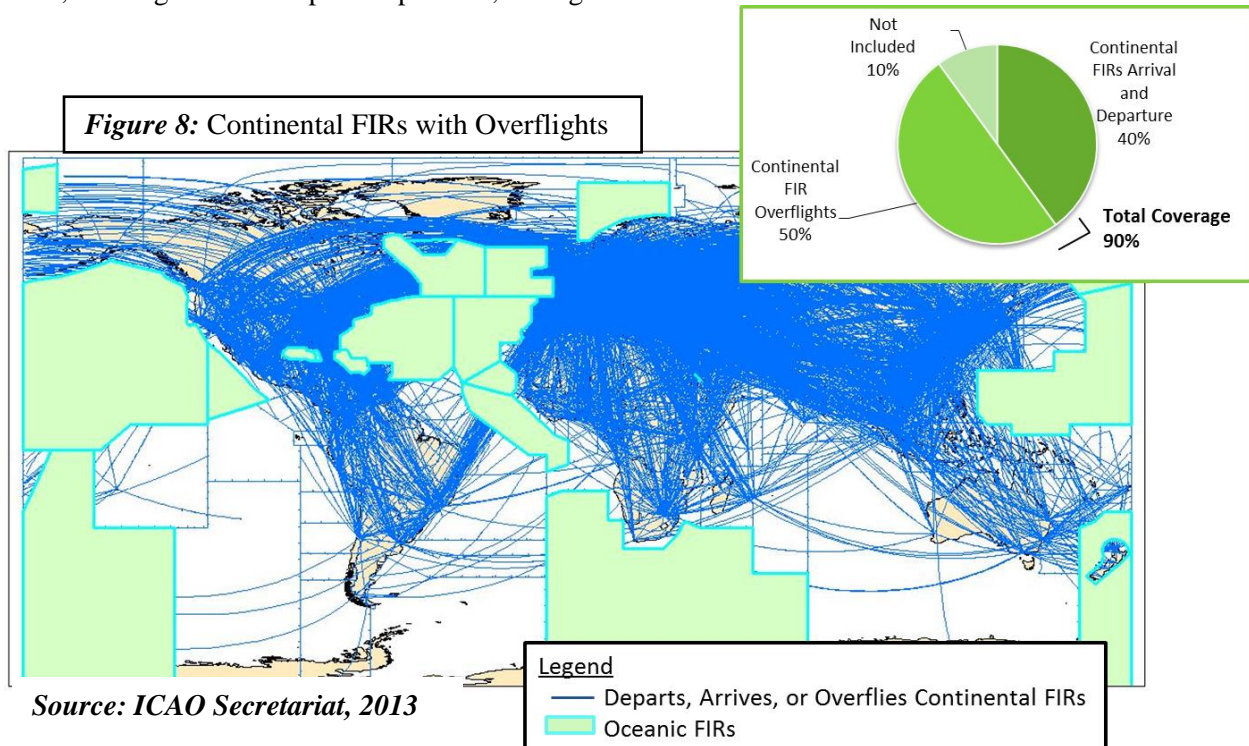 Figure 8: Continental FIRs with Overflights
Not
Included
10%
Continental
FIRs Arrival
and
Departure
40%
Continental
FIR
Overflights
50%
Total Coverage
90%
Legend
Departs, Arrives, or Overflies Continental FIRs
Oceanic FIRs
Source: ICAO Secretariat, 2013